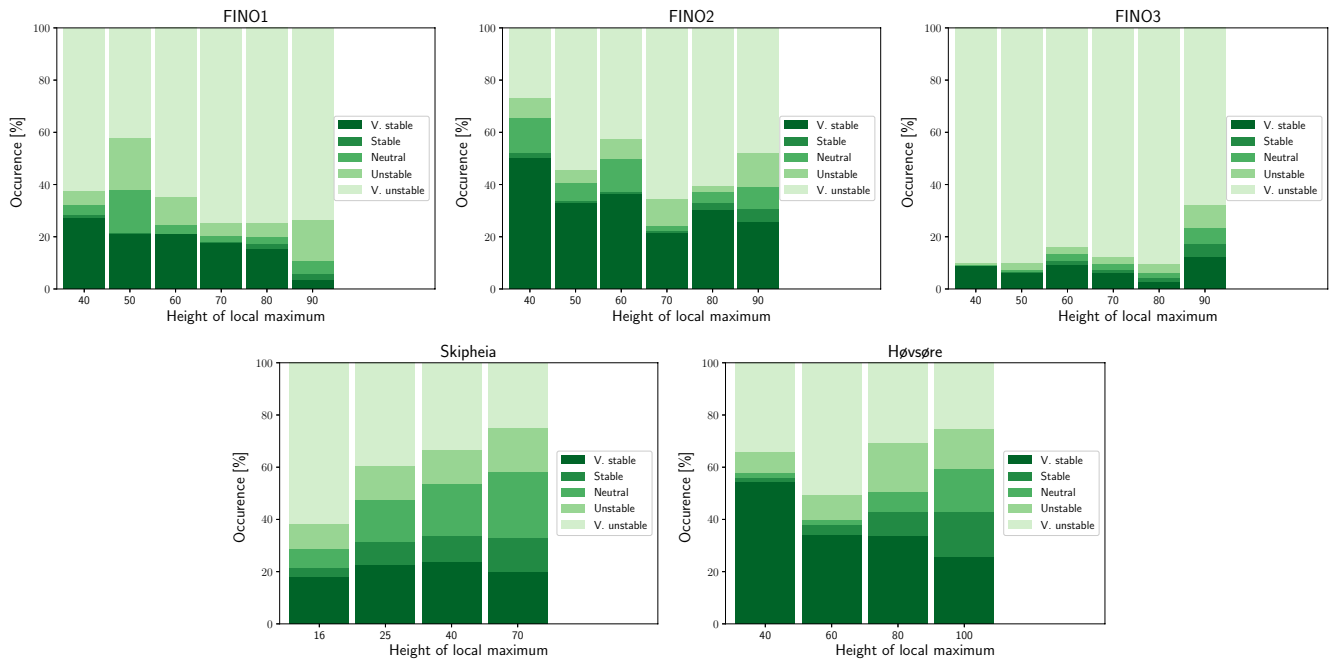 FINO1
100
80
60
40
20
0
Occurence [%]
40 50 60 70 80 90
Height of local maximum
V. stable
Stable
Neutral
Unstable
V. unstable
FINO2
100
80
60
40
20
0
Occurence [%]
40 50 60 70 80 90
Height of local maximum
V. stable
Stable
Neutral
Unstable
V. unstable
FINO3
100
80
60
40
20
0
Occurence [%]
40 50 60 70 80 90
Height of local maximum
V. stable
Stable
Neutral
Unstable
V. unstable
Skipheia
100
80
60
40
20
0
Occurence [%]
16 25 40 70
Height of local maximum
V. stable
Stable
Neutral
Unstable
V. unstable
Høvsøre
100
80
60
40
20
0
Occurence [%]
40 60 80 100
Height of local maximum
V. stable
Stable
Neutral
Unstable
V. unstable